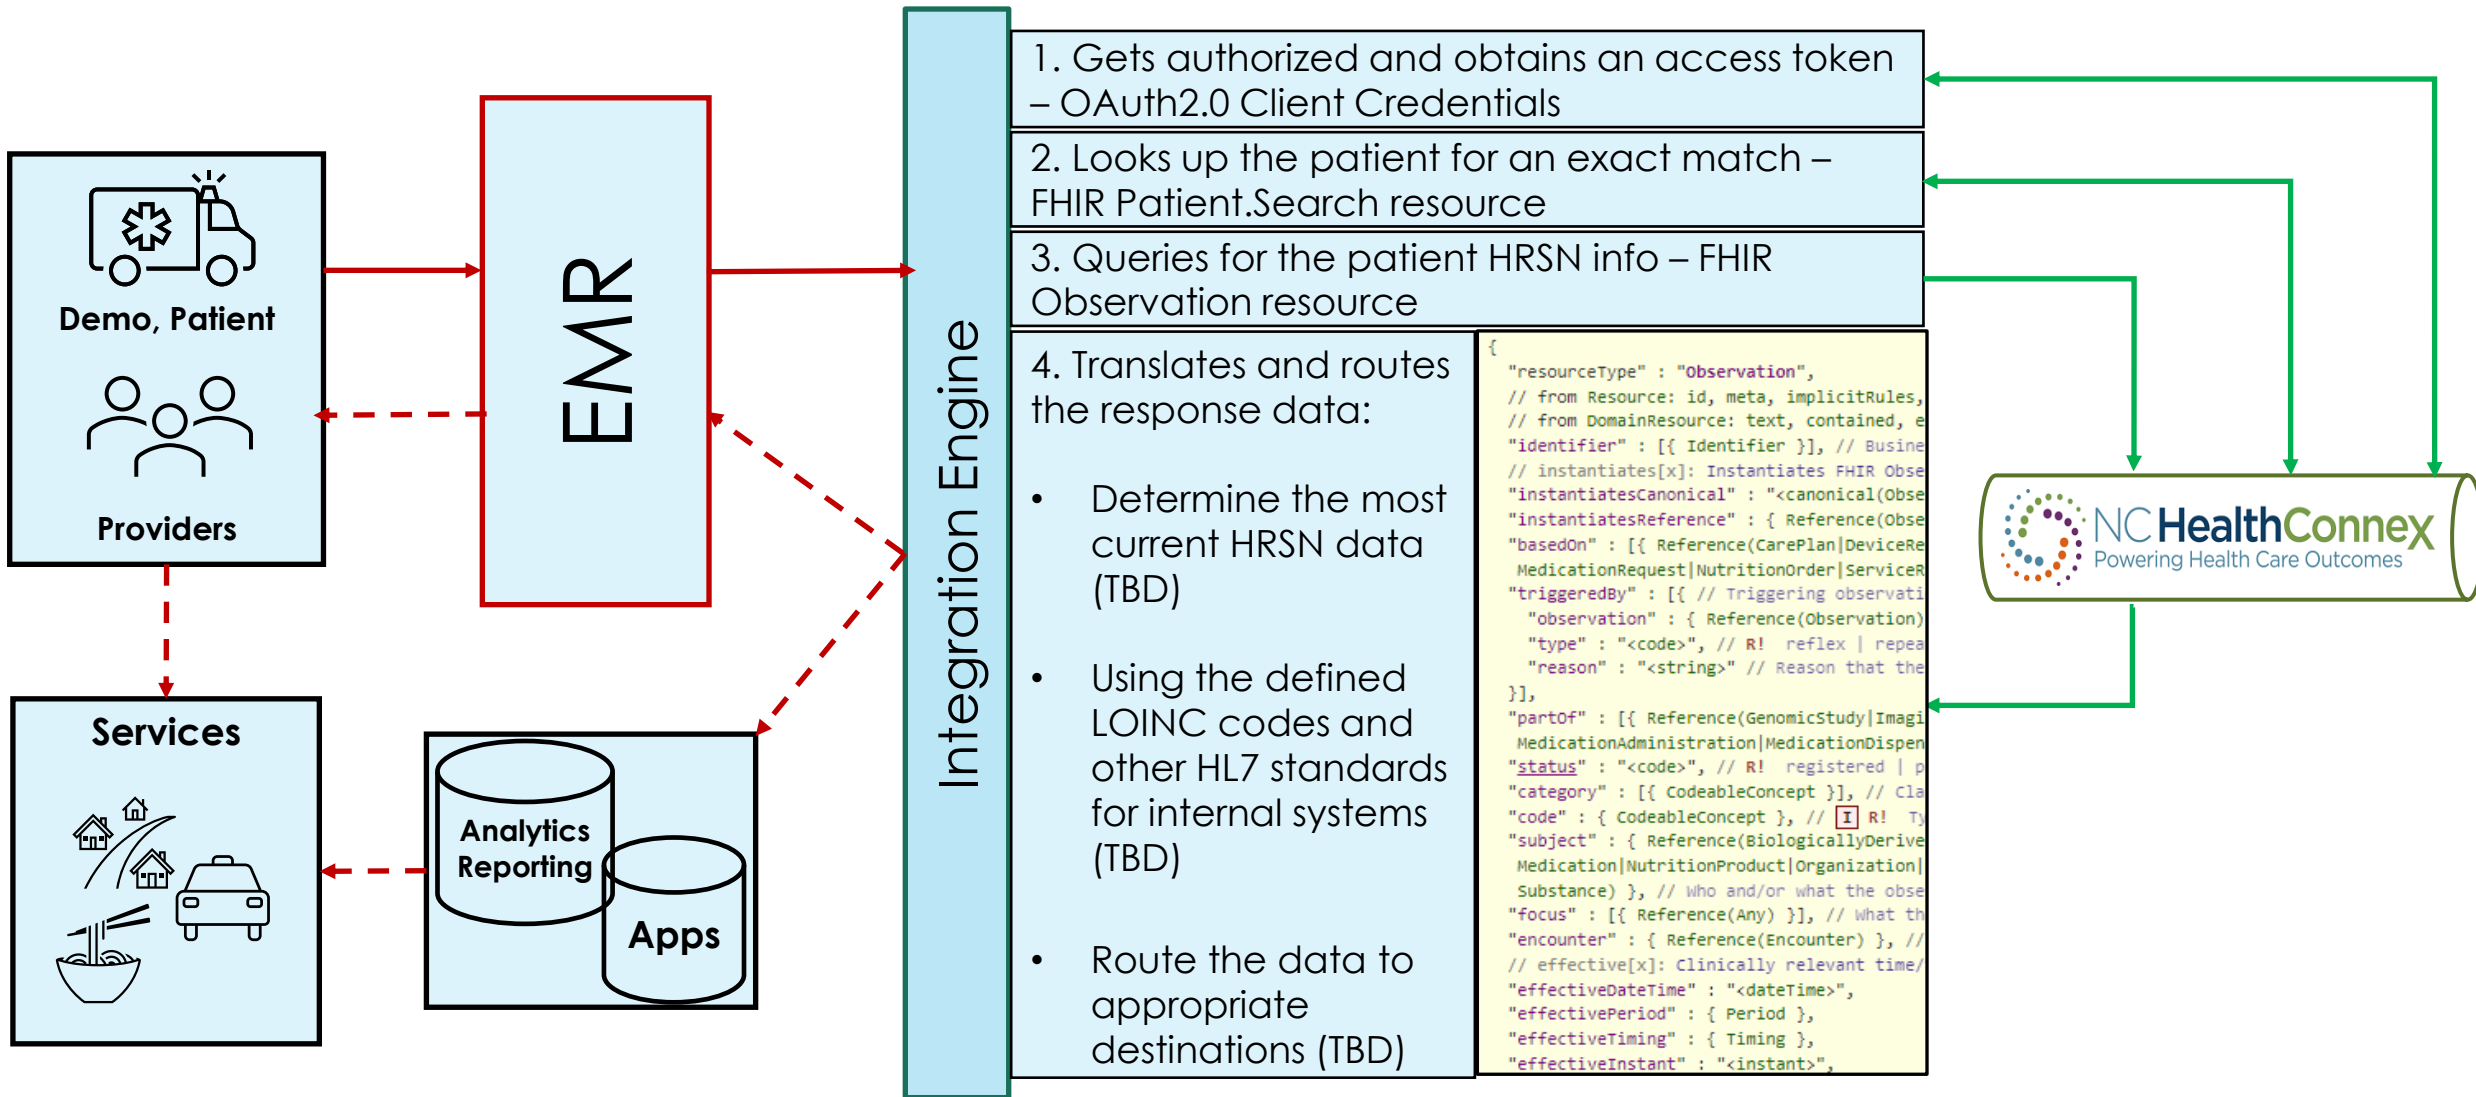 Demo, Patient
Providers
Services
EMR
Analytics
Reporting
Apps
Integration Engine
1. Gets authorized and obtains an access token
– OAuth2.0 Client Credentials
2. Looks up the patient for an exact match –
FHIR Patient.Search resource
3. Queries for the patient HRSN info – FHIR
Observation resource
4. Translates and routes
the response data:
• Determine the most
current HRSN data
(TBD)
• Using the defined
LOINC codes and
other HL7 standards
for internal systems
(TBD)
• Route the data to
appropriate
destinations (TBD)
{
"resourceType" : "Observation",
// from Resource: id, meta, implicitRules,
// from DomainResource: text, contained, e
"identifier" : [{ Identifier }], // Busine
// instantiates[x]: Instantiates FHIR Obse
"instantiatesCanonical" : "<canonical(Obse
"instantiatesReference" : { Reference(Obse
"basedOn" : [{ Reference(CarePlan|DeviceRe
MedicationRequest|NutritionOrder|ServiceR
"triggeredBy" : [{ // Triggering observati
"observation" : { Reference(Observation)
"type" : "<code>", // R! reflex | repea
"reason" : "<string>" // Reason that the
}],
"partOf" : [{ Reference(GenomicStudy|Imagi
MedicationAdministration|MedicationDispen
"status" : "<code>", // R! registered | p
"category" : [{ CodeableConcept }], // Cla
"code" : { CodeableConcept }, // I R! Ty
"subject" : { Reference(BiologicallyDerive
Medication|NutritionProduct|Organization|
Substance) }, // Who and/or what the obse
"focus" : [{ Reference(Any) }], // What th
"encounter" : { Reference(Encounter) }, //
// effective[x]: Clinically relevant time/
"effectiveDateTime" : "<dateTime>",
"effectivePeriod" : { Period },
"effectiveTiming" : { Timing },
"effectiveInstant" : "<instant>",
NC HealthConnex
Powering Health Care Outcomes